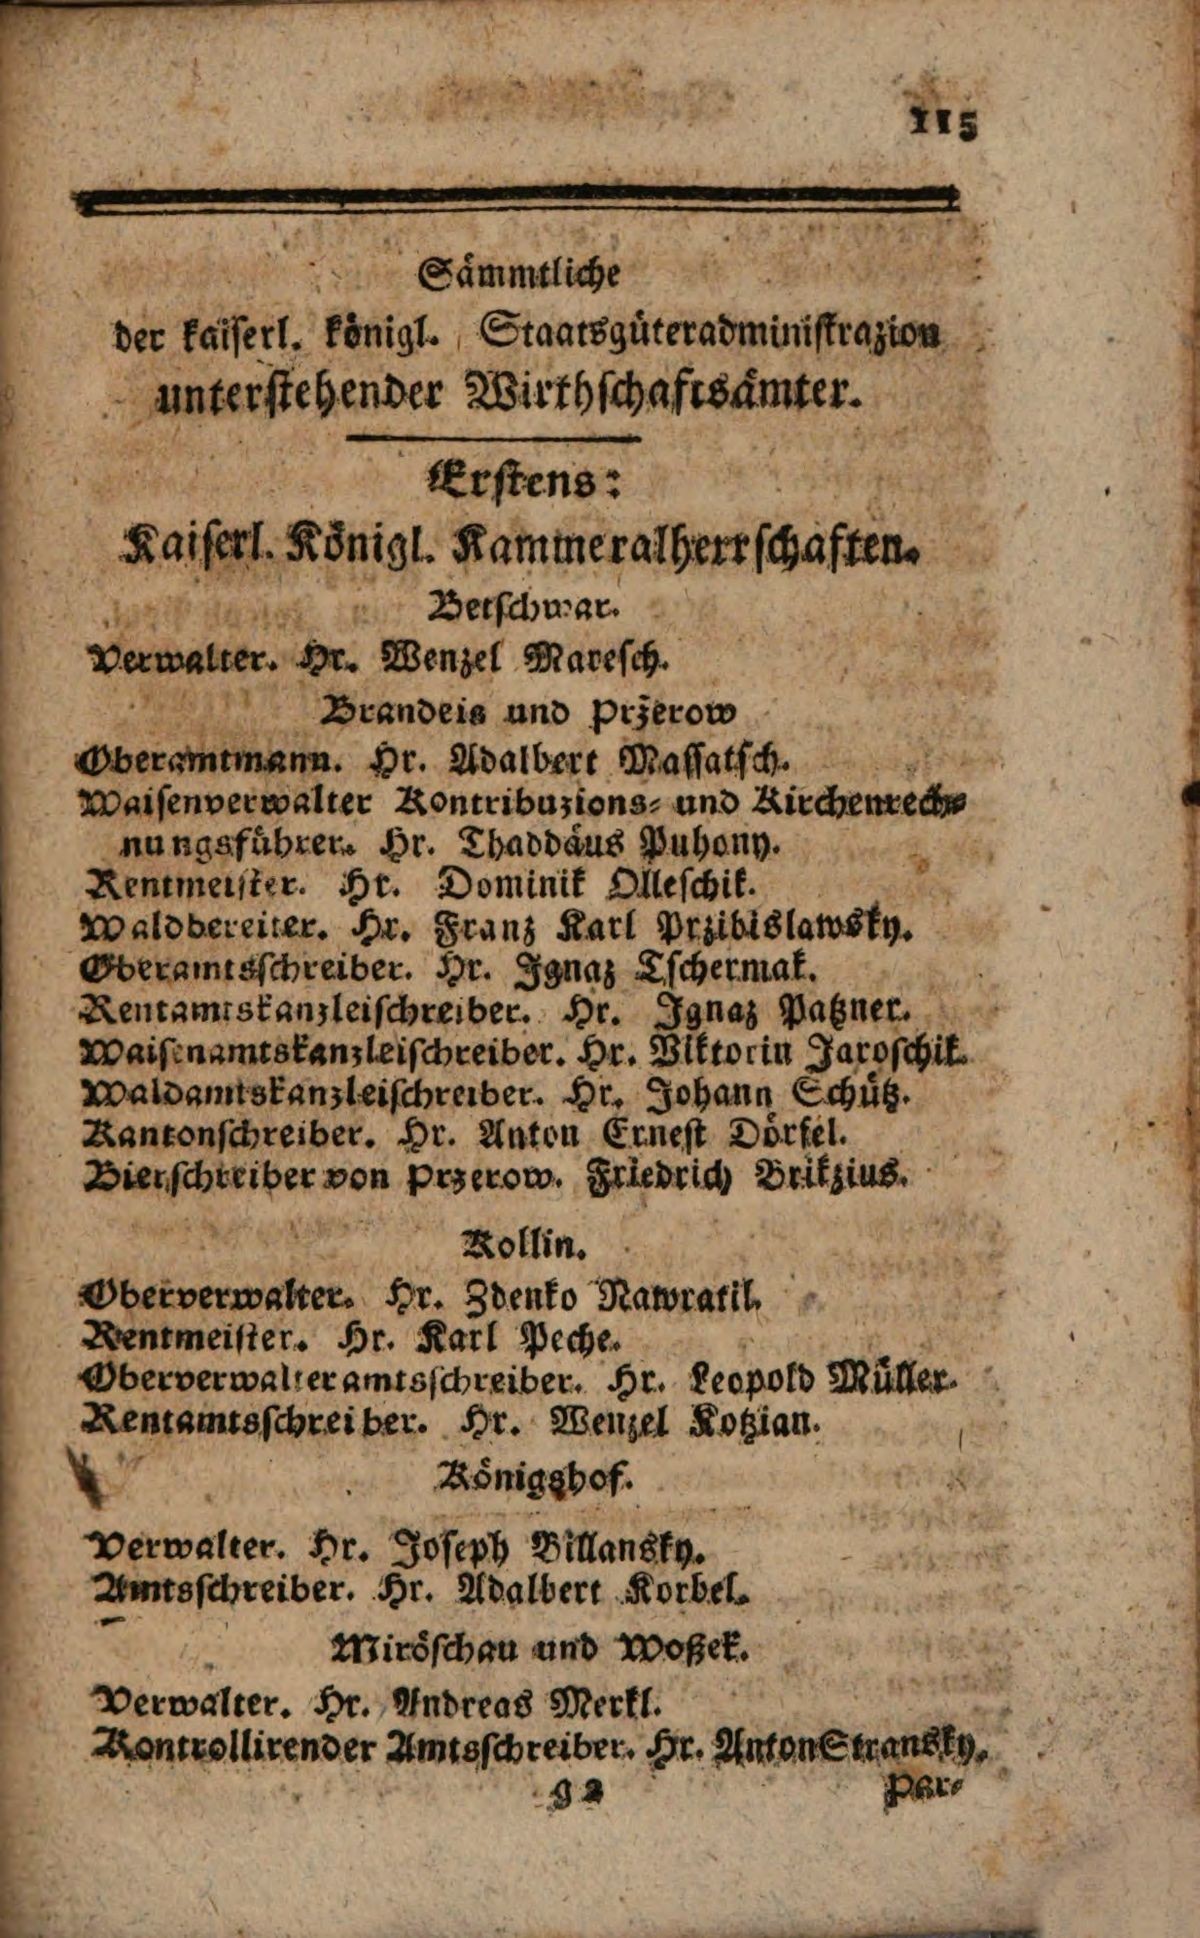 115
Sämmtliche
der kaiserl. königl. Staatsgüteradministrazion
unterstehender Wirthschaftsämter.
Erstens:
Kaiserl. Königl. Kammeralherrschaften.
Betschwar.
Verwalter. Hr. Wenzel Maresch.
Brandeis und Pržerow
Oberamtmann. Hr. Adalbert Massatsch.
Waisenverwalter Kontribuzions- und Kirchenrech-
nungsführer. Hr. Thaddäus Puhony.
Rentmeister. Hr. Dominik Olleschik.
Waldbereiter. Hr. Franz Karl Przibislawsky.
Oberamtsschreiber. Hr. Ignaz Tschermak.
Rentamtskanzleischreiber. Hr. Ignaz Patzner.
Waisenamtskanzleischreiber. Hr. Viktorin Jaroschik.
Waldamtskanzleischreiber. Hr. Johann Schütz.
Kantonschreiber. Hr. Anton Ernest Dörfel.
Bierschreiber von Przerow. Friedrich Brikzius.
Kollin.
Oberverwalter. Hr. Zdenko Nawratil.
Rentmeister. Hr. Karl Peche.
Oberverwalteramtsschreiber. Hr. Leopold Müller.
Rentamtsschreiber. Hr. Wenzel Kotzian.
Königshof.
Verwalter. Hr. Joseph Billansky.
Amtsschreiber. Hr. Adalbert Korbel.
Miröschau und Woßek.
Verwalter. Hr. Andreas Merkl.
Kontrollirender Amtsschreiber. Hr. Anton Stransky.
g 2 Par-